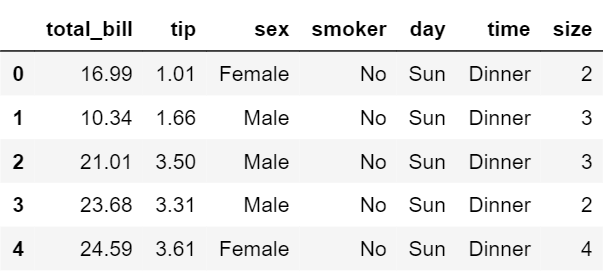 total_bill tip sex smoker day time size
0 16.99 1.01 Female No Sun Dinner 2
1 10.34 1.66 Male No Sun Dinner 3
2 21.01 3.50 Male No Sun Dinner 3
3 23.68 3.31 Male No Sun Dinner 2
4 24.59 3.61 Female No Sun Dinner 4